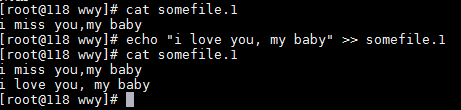 [root@118 wwy]# cat somefile.1
i miss you,my baby
[root@118 wwy]# echo "i love you, my baby" >> somefile.1
[root@118 wwy]# cat somefile.1
i miss you,my baby
i love you, my baby
[root@118 wwy]#